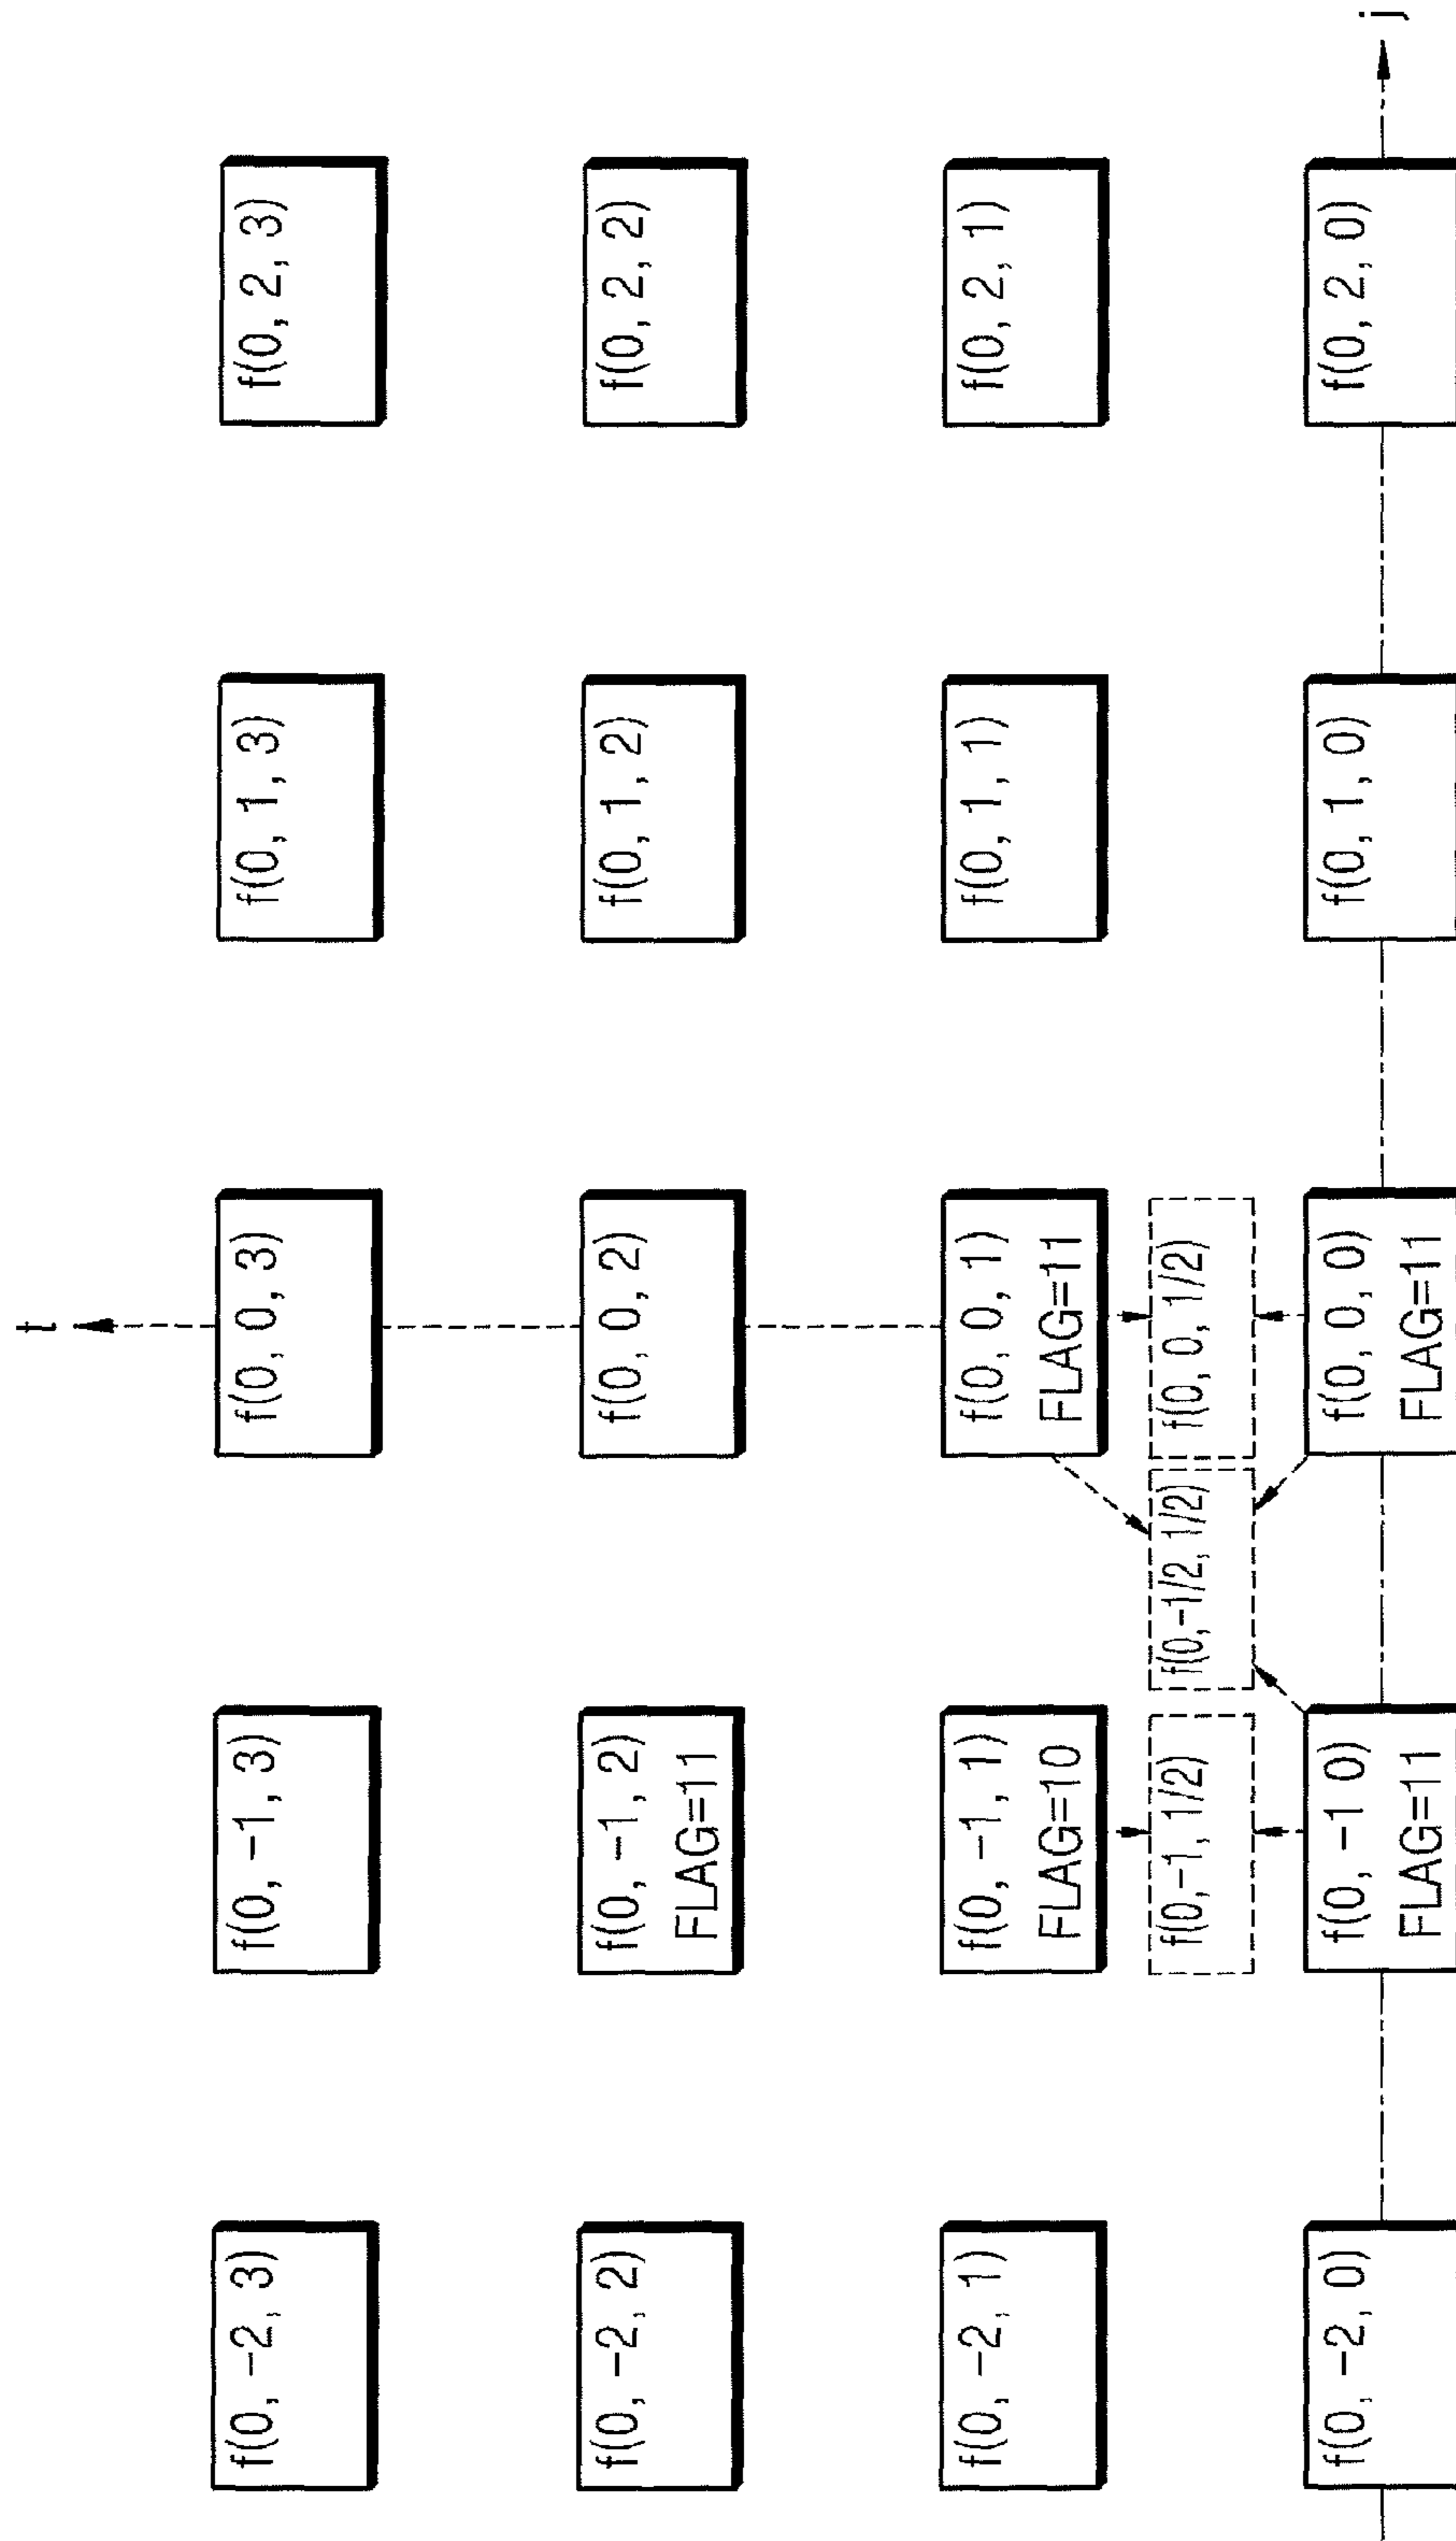 t
f(0, -2, 3)
f(0, -1, 3)
f(0, 0, 3)
f(0, 1, 3)
f(0, 2, 3)
f(0, -2, 2)
f(0, -1, 2)
FLAG=11
f(0, 0, 2)
f(0, 1, 2)
f(0, 2, 2)
f(0, -2, 1)
f(0, -1, 1)
FLAG=10
f(0, 0, 1)
FLAG=11
f(0, 1, 1)
f(0, 2, 1)
f(0,-1, 1/2)
f(0,-1/2, 1/2)
f(0, 0, 1/2)
f(0, -2, 0)
f(0, -1 0)
FLAG=11
f(0, 0, 0)
FLAG=11
f(0, 1, 0)
f(0, 2, 0)
j